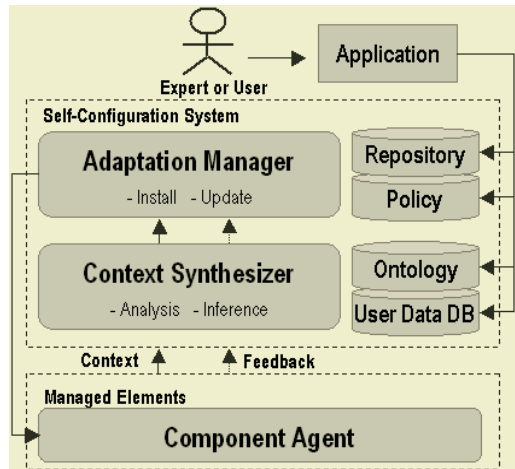 Application
Expert or User
Self-Configuration System
Adaptation Manager
- Install - Update
Repository
Policy
Context Synthesizer
- Analysis - Inference
Ontology
User Data DB
Context
Feedback
Managed Elements
Component Agent